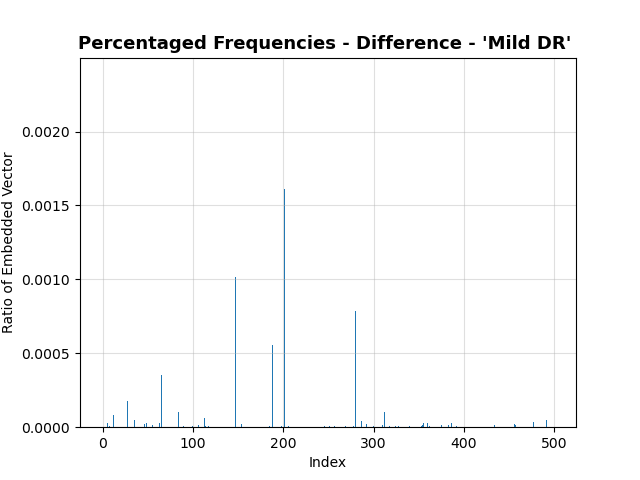 Percentaged Frequencies - Difference - 'Mild DR'
Ratio of Embedded Vector
0.0020
0.0015
0.0010
0.0005
0.0000
0 100 200 300 400 500
Index